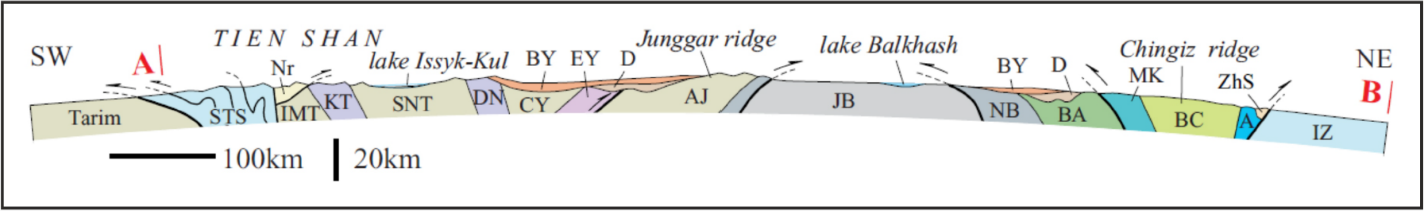 SW
A
TIEN SHAN
Nr
lake Issyk-Kul
BY EY D
Junggar ridge
lake Balkhash
BY D
Chingiz ridge
MK
ZhS
NE
B
Tarim STS IMT KT SNT DN CY AJ JB NB BA BC A IZ
100km 20km